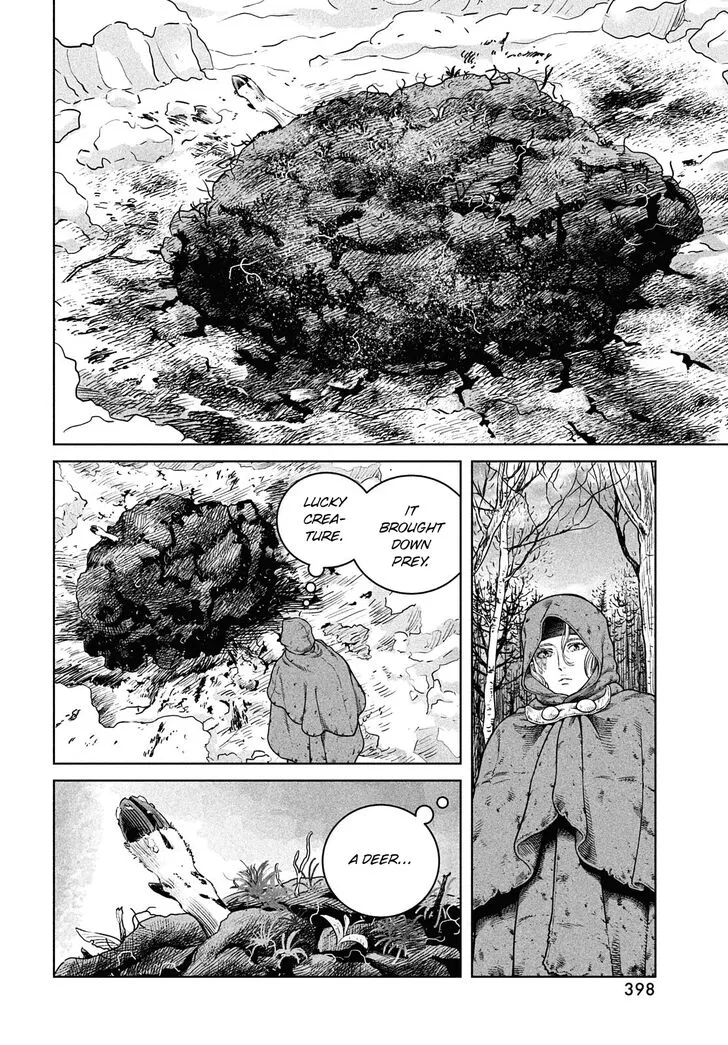 IT
BROUGHT
DOWN
PREY.
LUCKY
CREA-
TURE.
A DEER...
398